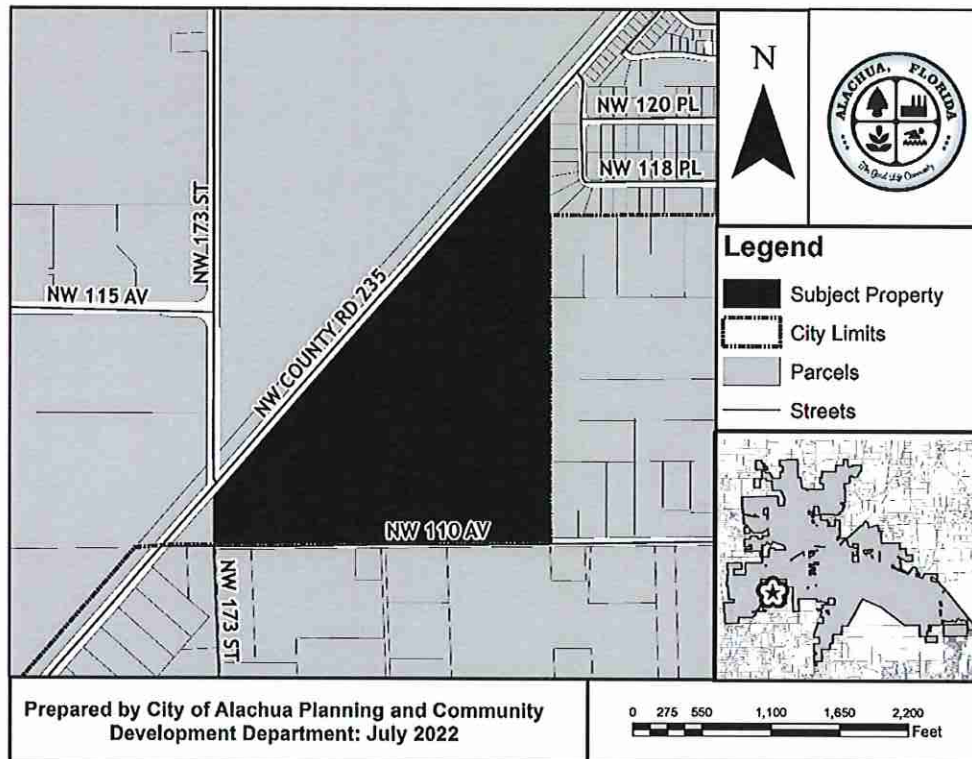 NW 120 PL
NW 118 PL
NW 173 ST
NW 115 AV
NW COUNTY RD 235
NW 110 AV
NW 173 ST
N
ALACHUA, FLORIDA
The Good Life Community
Legend
Subject Property
City Limits
Parcels
Streets
Prepared by City of Alachua Planning and Community
Development Department: July 2022
0 275 550 1,100 1,650 2,200
Feet